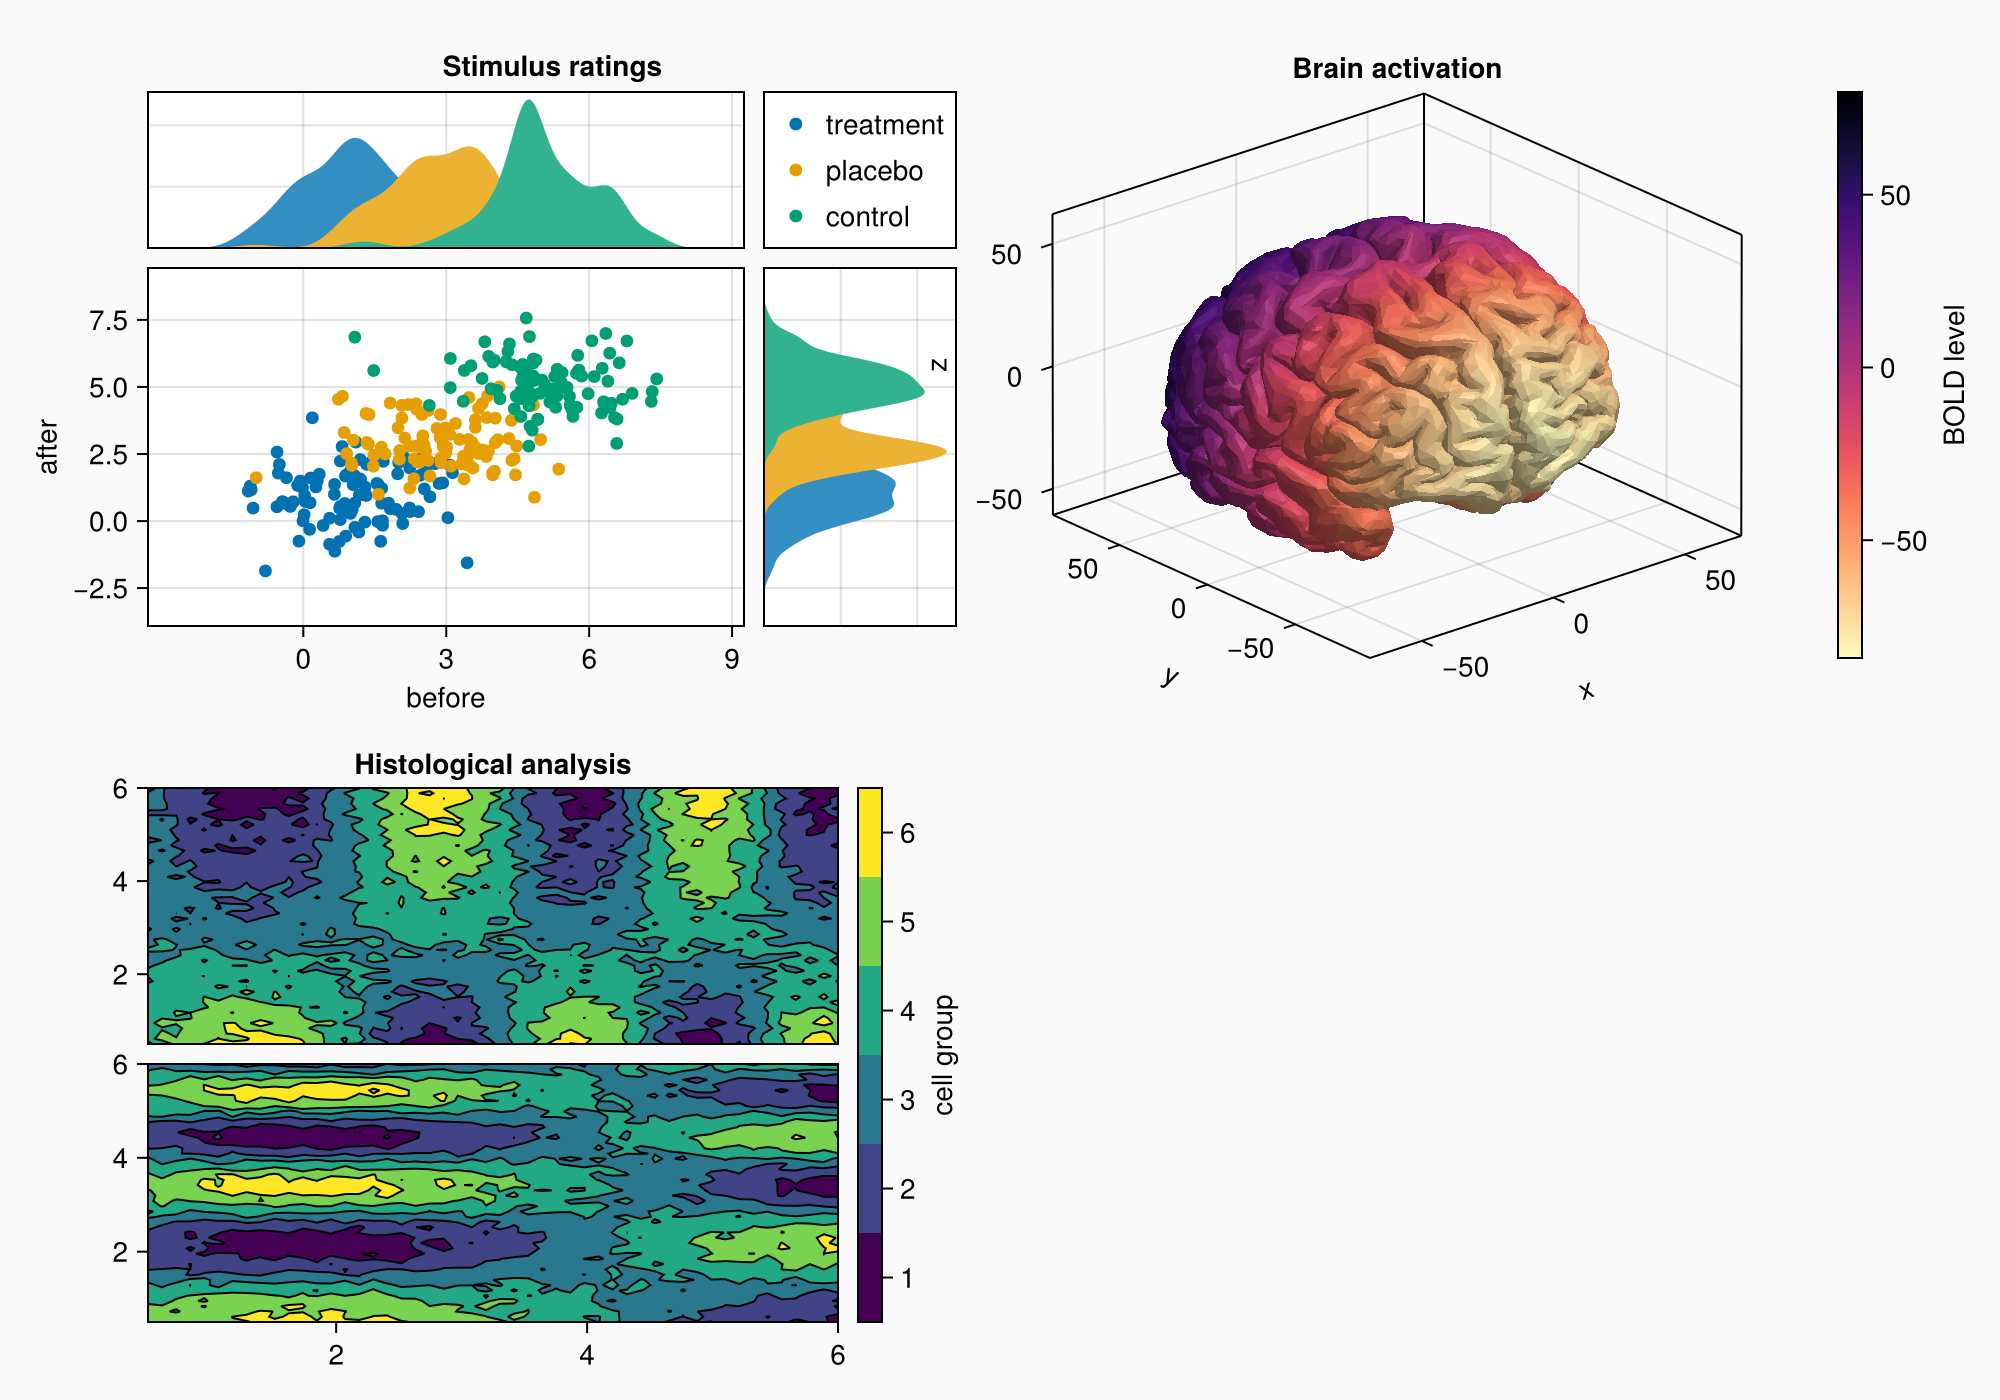 Stimulus ratings
treatment
placebo
control
7.5
5.0
2.5
0.0
−2.5
after
0 3 6 9
before
Brain activation
50
0
−50
z
50
0
−50
y
−50
0
50
x
50
0
−50
BOLD level
Histological analysis
6
4
2
6
4
2
2 4 6
6
5
4
3
2
1
cell group